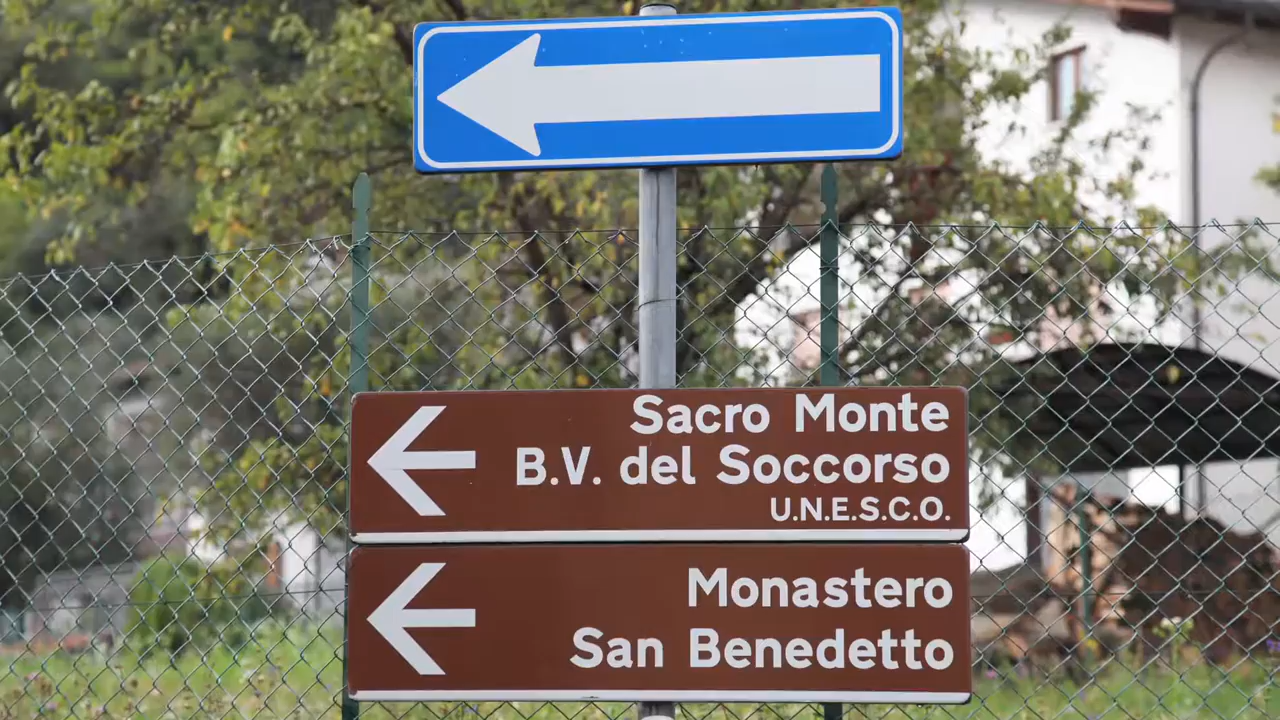 Sacro Monte
B.V. del Soccorso
U.N.E.S.C.O.
Monastero
San Benedetto